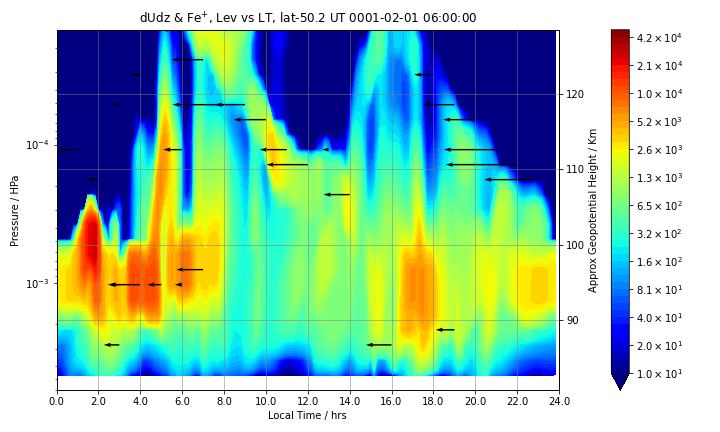 dUdz & Fe⁺, Lev vs LT, lat-50.2 UT 0001-02-01 06:00:00
Pressure / HPa
10⁻⁴
10⁻³
120
110
100
90
Approx Geopotential Height / Km
0.0 2.0 4.0 6.0 8.0 10.0 12.0 14.0 16.0 18.0 20.0 22.0 24.0
Local Time / hrs
4.2 × 10⁴
2.1 × 10⁴
1.0 × 10⁴
5.2 × 10³
2.6 × 10³
1.3 × 10³
6.5 × 10²
3.2 × 10²
1.6 × 10²
8.1 × 10¹
4.0 × 10¹
2.0 × 10¹
1.0 × 10¹